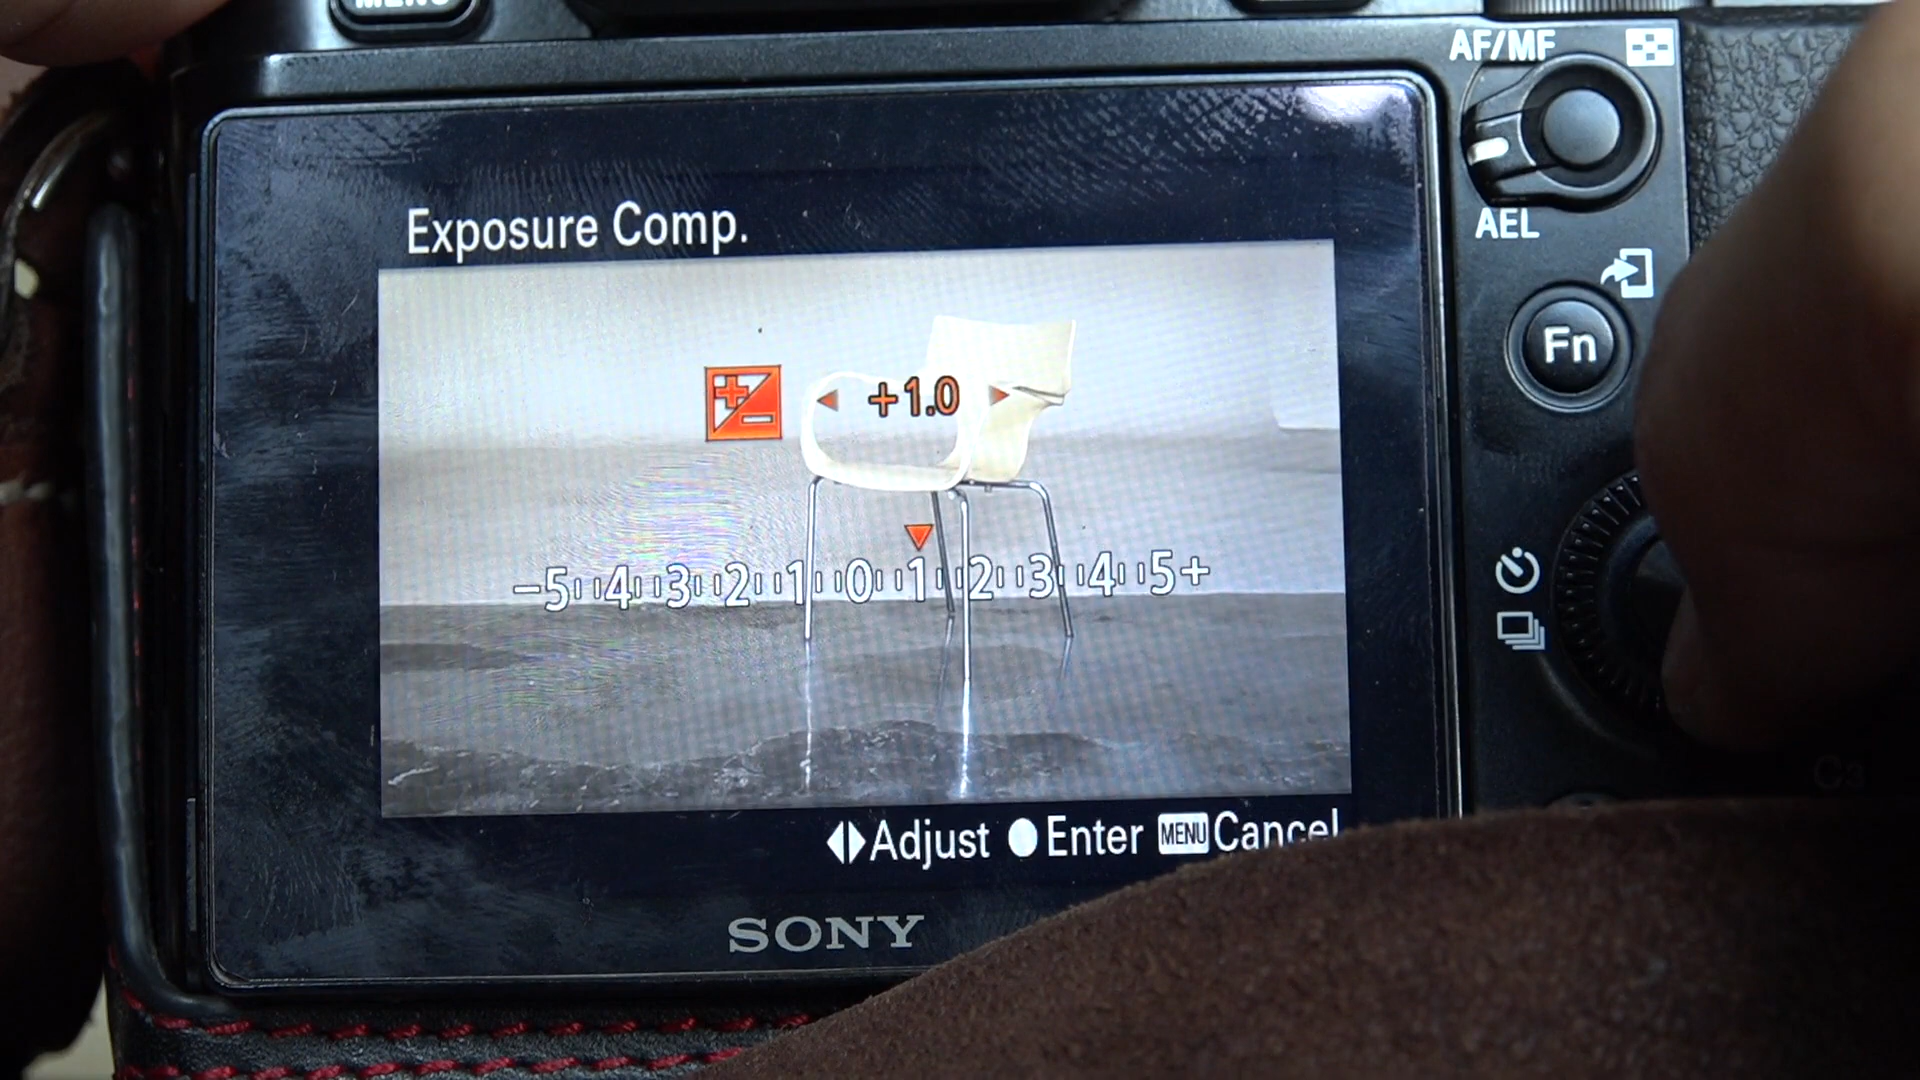 MENU
AF/MF
Exposure Comp.
AEL
+1.0
Fn
−5 4 3 2 1 0 1 2 3 4 5+
Adjust Enter MENU Cancel
SONY